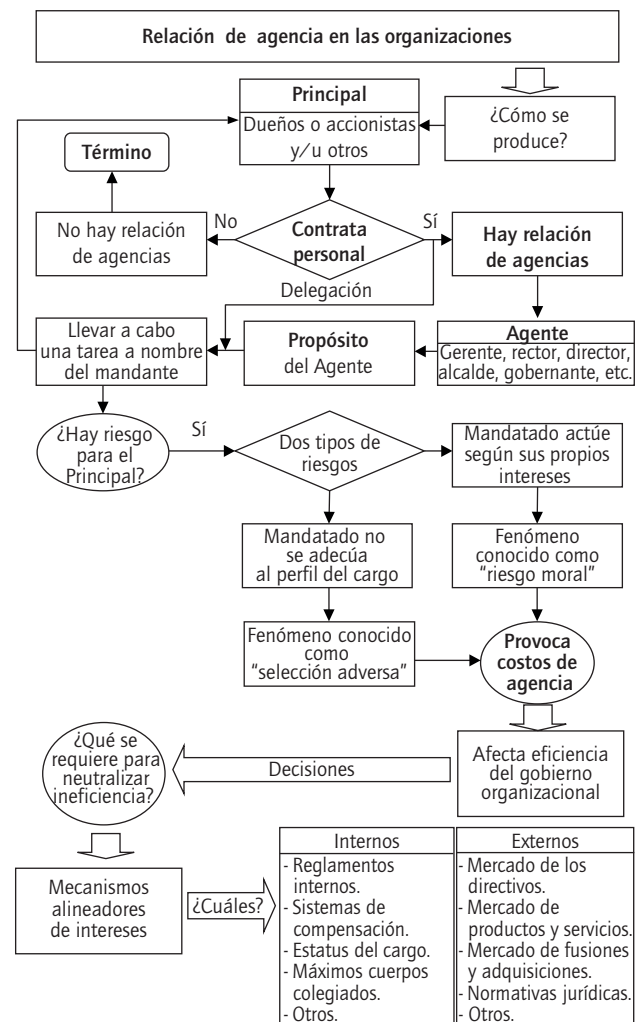 Relación de agencia en las organizaciones
Principal
Dueños o accionistas
y/u otros
¿Cómo se
produce?
Término
No hay relación
de agencias
No
Contrata
personal
Sí
Hay relación
de agencias
Delegación
Llevar a cabo
una tarea a nombre
del mandante
Propósito
del Agente
Agente
Gerente, rector, director,
alcalde, gobernante, etc.
¿Hay riesgo
para el
Principal?
Sí
Dos tipos de
riesgos
Mandatado actúe
según sus propios
intereses
Mandatado no
se adecúa
al perfil del cargo
Fenómeno
conocido como
“riesgo moral”
Fenómeno conocido
como
“selección adversa”
Provoca
costos de
agencia
¿Qué se
requiere para
neutralizar
ineficiencia?
Decisiones
Afecta eficiencia
del gobierno
organizacional
Mecanismos
alineadores
de intereses
¿Cuáles?
Internos
- Reglamentos
internos.
- Sistemas de
compensación.
- Estatus del cargo.
- Máximos cuerpos
colegiados.
- Otros.
Externos
- Mercado de los
directivos.
- Mercado de
productos y servicios.
- Mercado de fusiones
y adquisiciones.
- Normativas jurídicas.
- Otros.